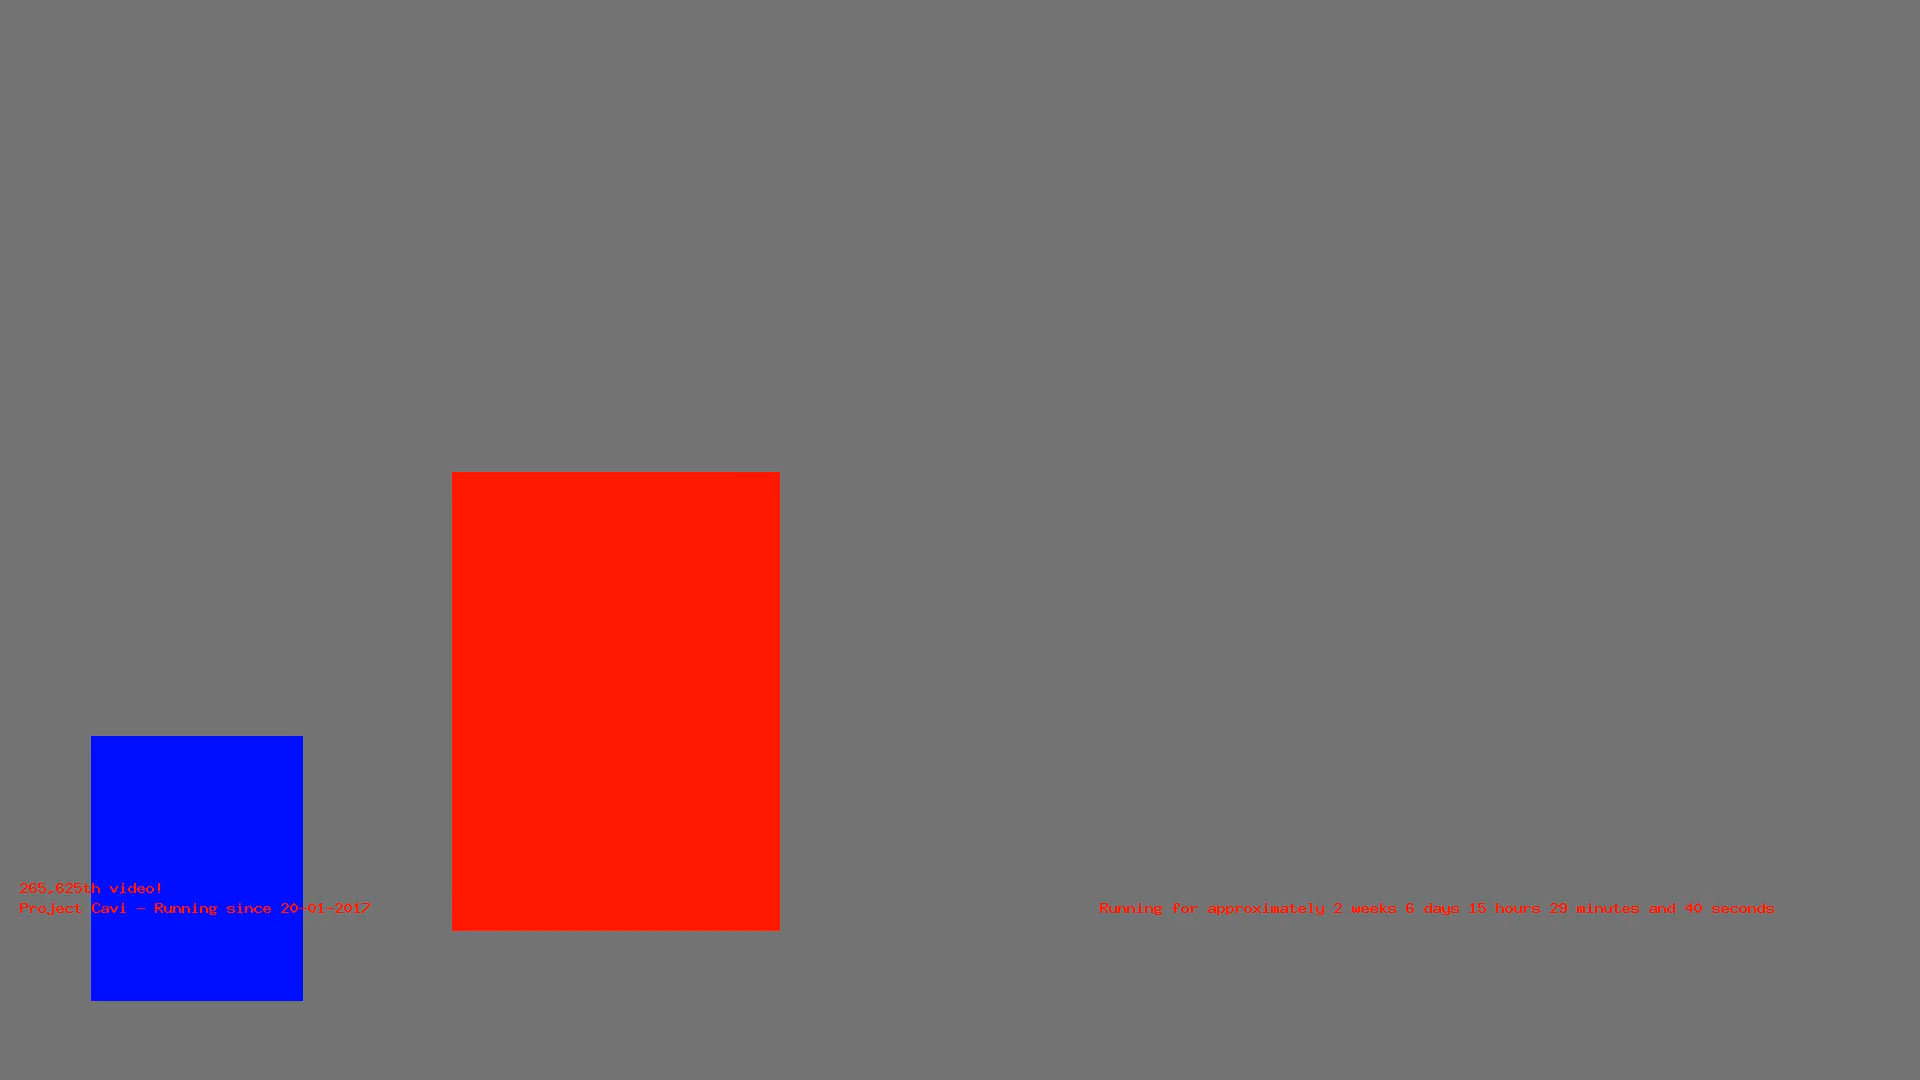 265,625th video!
Project Cavi - Running since 20-01-2017
Running for approximately 2 weeks 6 days 15 hours 29 minutes and 40 seconds